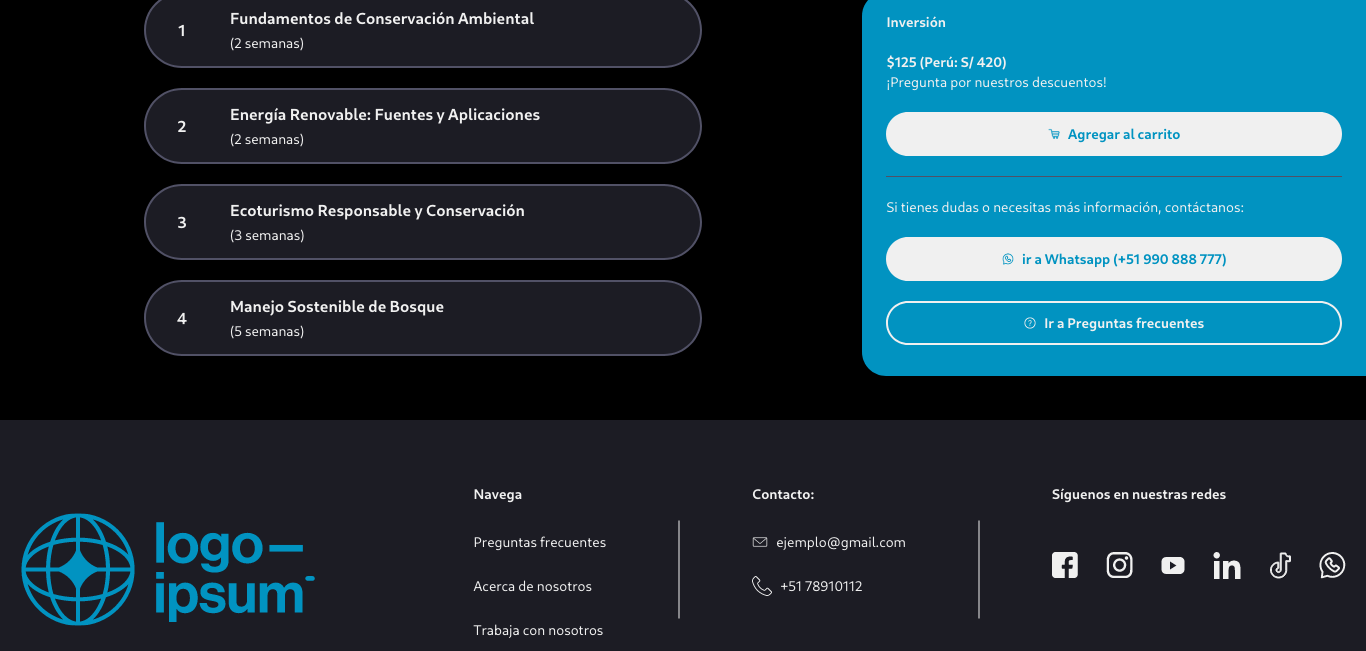 1
Fundamentos de Conservación Ambiental
(2 semanas)
2
Energía Renovable: Fuentes y Aplicaciones
(2 semanas)
3
Ecoturismo Responsable y Conservación
(3 semanas)
4
Manejo Sostenible de Bosque
(5 semanas)
Inversión
$125 (Perú: S/ 420)
¡Pregunta por nuestros descuentos!
Agregar al carrito
Si tienes dudas o necesitas más información, contáctanos:
ir a Whatsapp (+51 990 888 777)
Ir a Preguntas frecuentes
logo—
ipsum
Navega
Preguntas frecuentes
Acerca de nosotros
Trabaja con nosotros
Contacto:
ejemplo@gmail.com
+51 78910112
Síguenos en nuestras redes